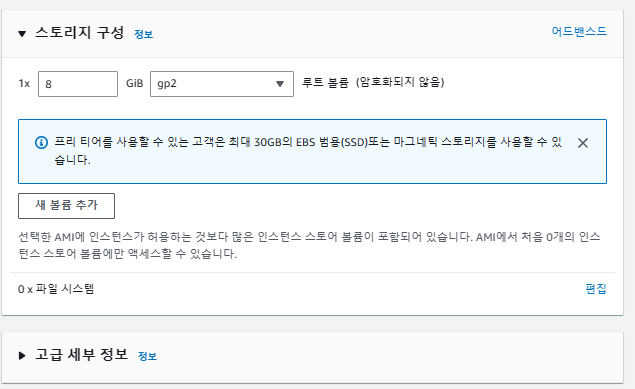 스토리지 구성 정보 어드밴스드
1x 8 GiB gp2 루트 볼륨 (암호화되지 않음)
프리 티어를 사용할 수 있는 고객은 최대 30GB의 EBS 범용(SSD)또는 마그네틱 스토리지를 사용할 수 있
습니다.
새 볼륨 추가
선택한 AMI에 인스턴스가 허용하는 것보다 많은 인스턴스 스토어 볼륨이 포함되어 있습니다. AMI에서 처음 0개의 인스
턴스 스토어 볼륨에만 액세스할 수 있습니다.
0 x 파일 시스템 편집
고급 세부 정보 정보